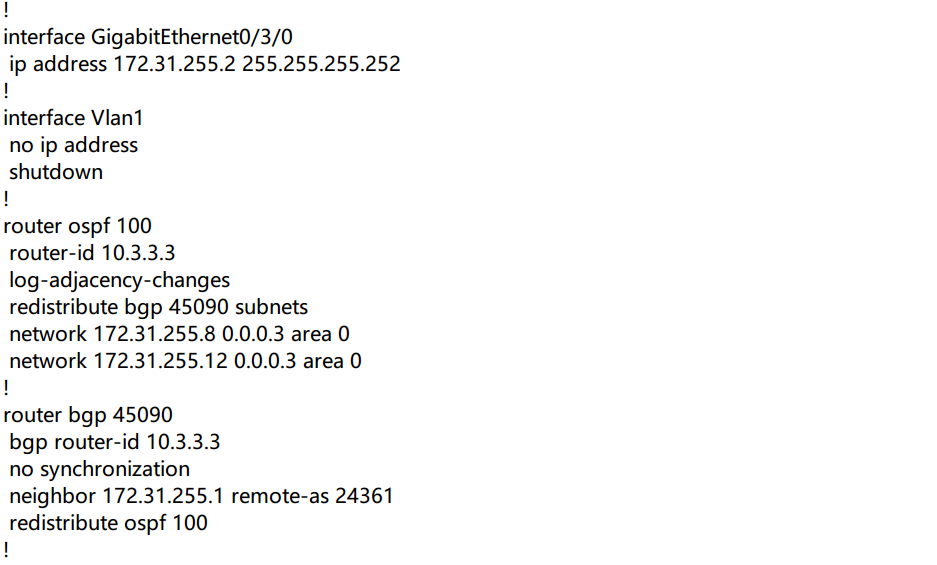 !
interface GigabitEthernet0/3/0
 ip address 172.31.255.2 255.255.255.252
!
interface Vlan1
 no ip address
 shutdown
!
router ospf 100
 router-id 10.3.3.3
 log-adjacency-changes
 redistribute bgp 45090 subnets
 network 172.31.255.8 0.0.0.3 area 0
 network 172.31.255.12 0.0.0.3 area 0
!
router bgp 45090
 bgp router-id 10.3.3.3
 no synchronization
 neighbor 172.31.255.1 remote-as 24361
 redistribute ospf 100
!